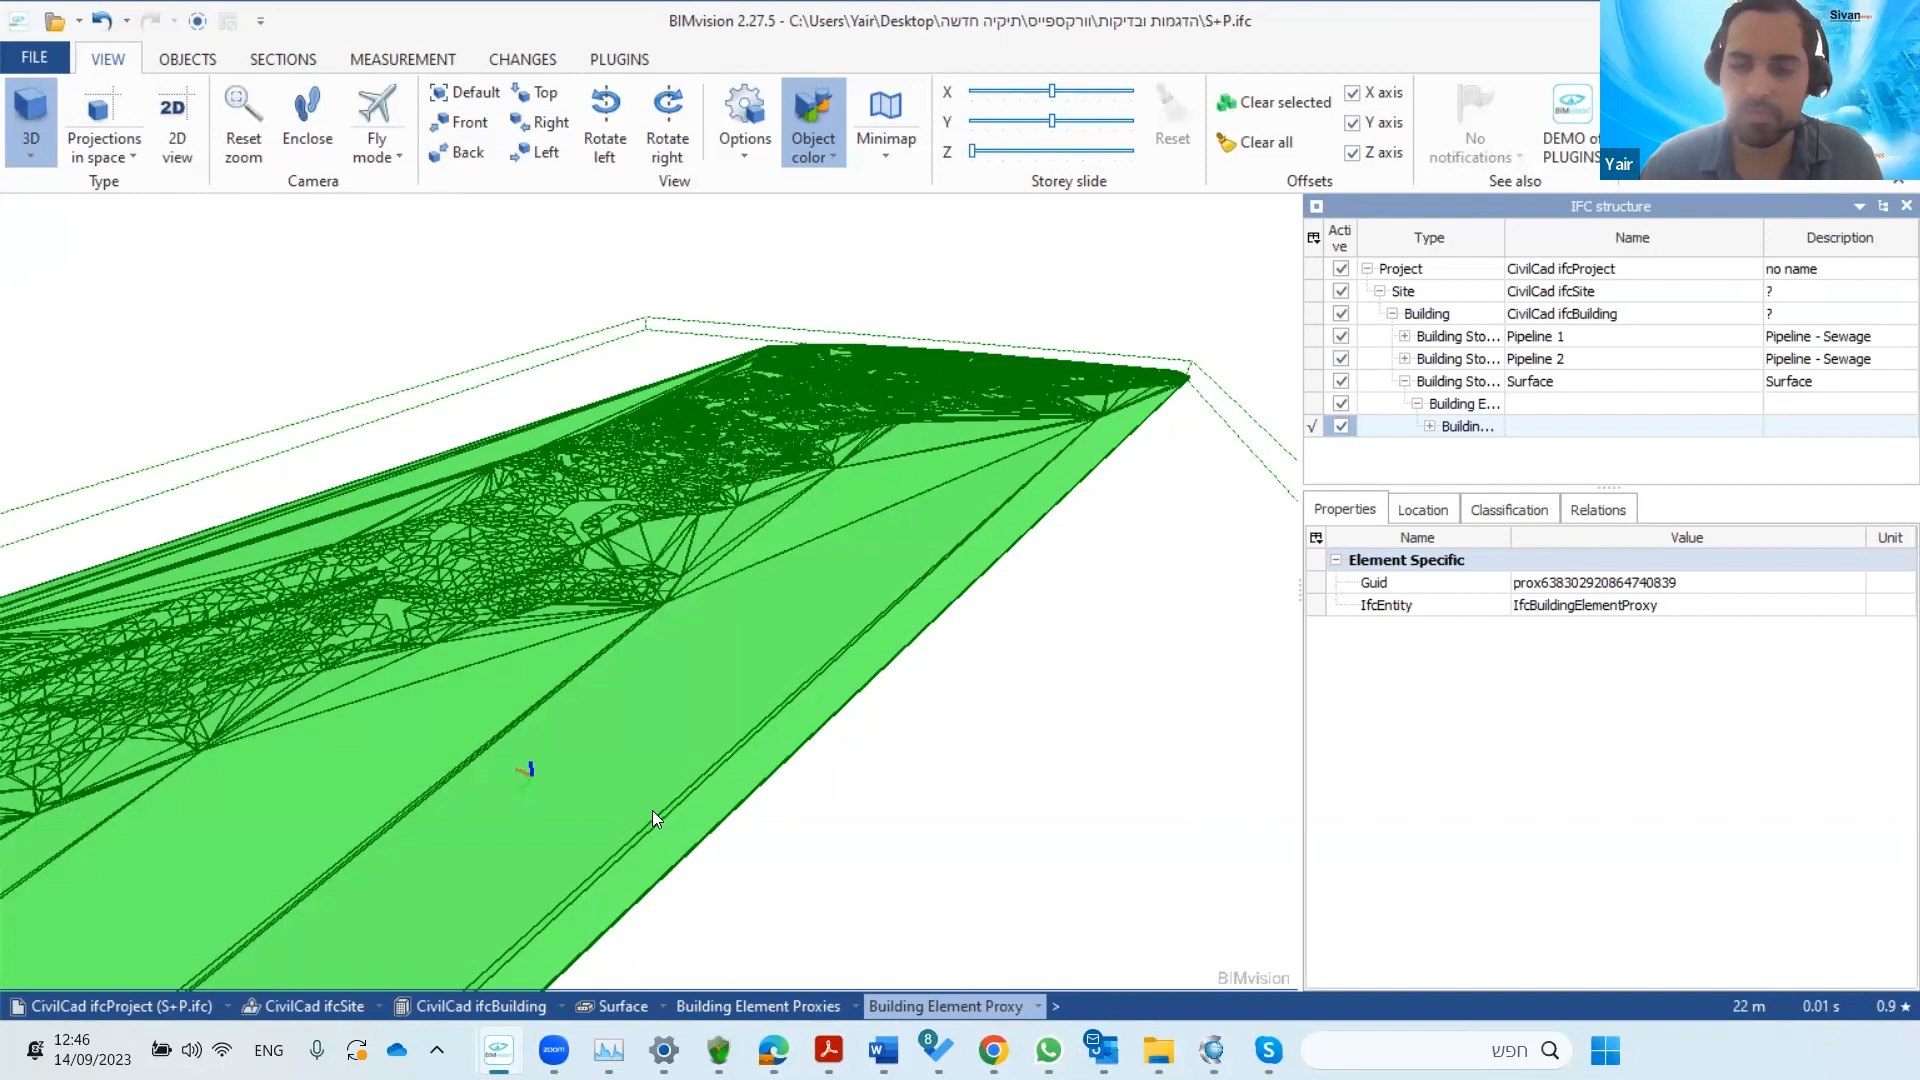 BIMvision 2.27.5 - C:\Users\Yair\Desktop\הדגמות ובדיקות\וורקספייס\תיקיה חדשה\S+P.ifc
FILE VIEW OBJECTS SECTIONS MEASUREMENT CHANGES PLUGINS
3D
Projections in space
2D view
Type
Reset zoom
Enclose
Fly mode
Camera
Default Top
Front Right
Back Left
Rotate left
Rotate right
View
Options
Object color
Minimap
X
Y
Z
Reset
Storey slide
Clear selected
Clear all
X axis
Y axis
Z axis
Offsets
No notifications
DEMO of PLUGINS
See also
Sivan
Yair
IFC structure
Active Type Name Description
Project CivilCad ifcProject no name
Site CivilCad ifcSite ?
Building CivilCad ifcBuilding ?
Building Sto... Pipeline 1 Pipeline - Sewage
Building Sto... Pipeline 2 Pipeline - Sewage
Building Sto... Surface Surface
Building E...
Buildin...
Properties Location Classification Relations
Name Value Unit
Element Specific
Guid prox638302920864740839
IfcEntity IfcBuildingElementProxy
BIMvision
CivilCad ifcProject (S+P.ifc) CivilCad ifcSite CivilCad ifcBuilding Surface Building Element Proxies Building Element Proxy > 22 m 0.01 s 0.9 ★
12:46
14/09/2023
ENG
zoom
8
חפש